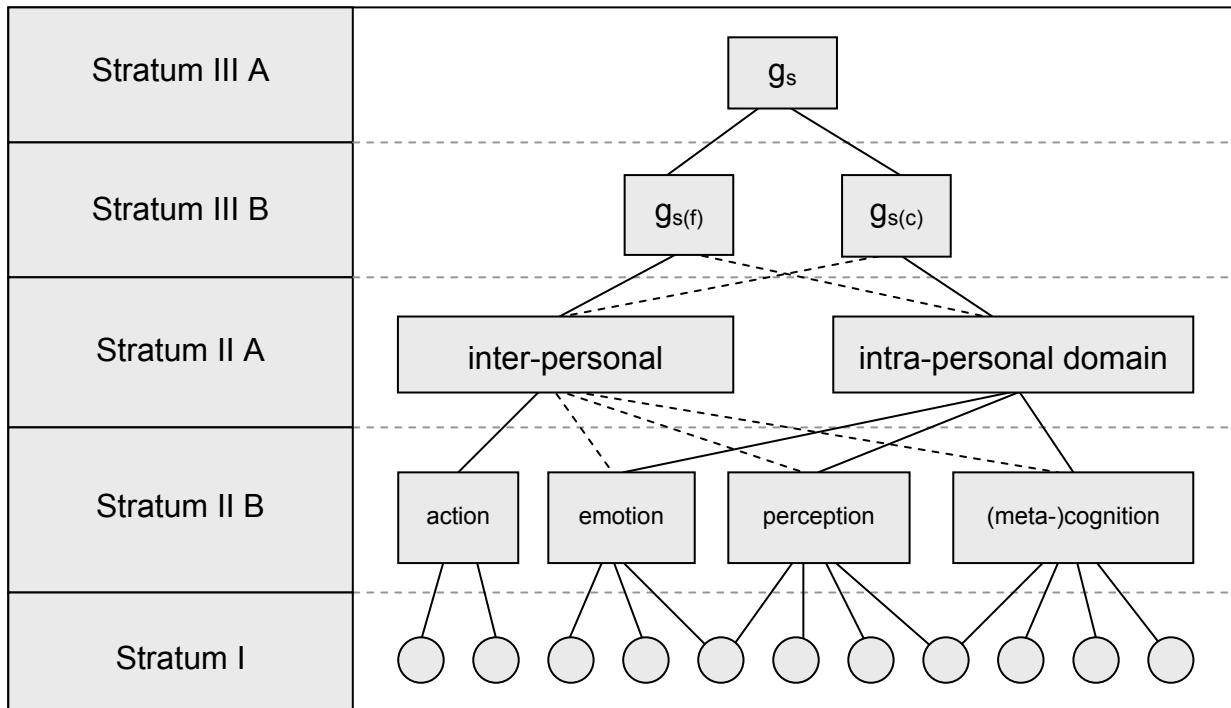 Stratum III A
gs
Stratum III B
gs(f)
gs(c)
Stratum II A
inter-personal
intra-personal domain
Stratum II B
action
emotion
perception
(meta-)cognition
Stratum I